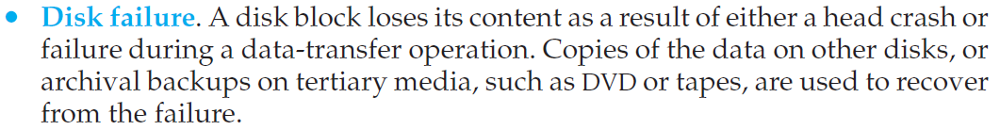 • Disk failure. A disk block loses its content as a result of either a head crash or
failure during a data-transfer operation. Copies of the data on other disks, or
archival backups on tertiary media, such as DVD or tapes, are used to recover
from the failure.